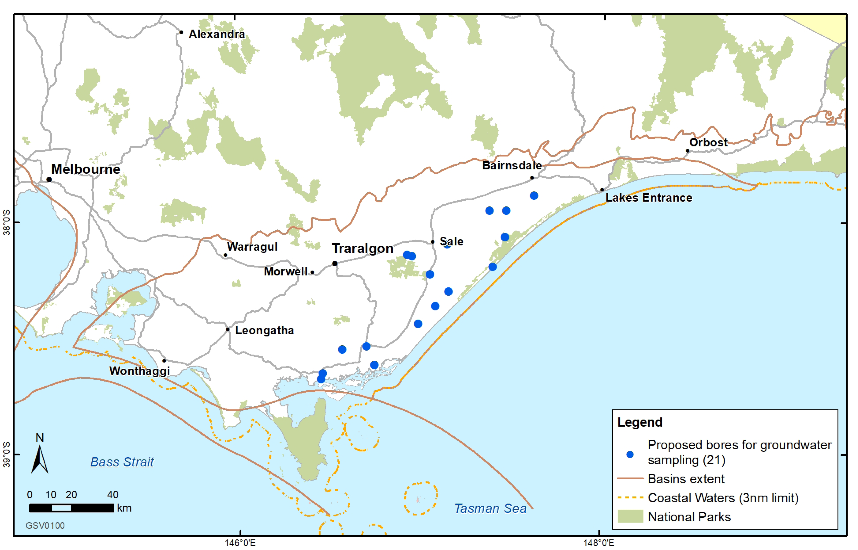 Alexandra
Orbost
Melbourne
Bairnsdale
Lakes Entrance
38°S
Sale
Warragul
Traralgon
Morwell
Leongatha
Wonthaggi
Legend
Proposed bores for groundwater
sampling (21)
Basins extent
Coastal Waters (3nm limit)
National Parks
N
39°S
Bass Strait
0 10 20 40
km
Tasman Sea
GSV0100
146°0'E
148°0'E